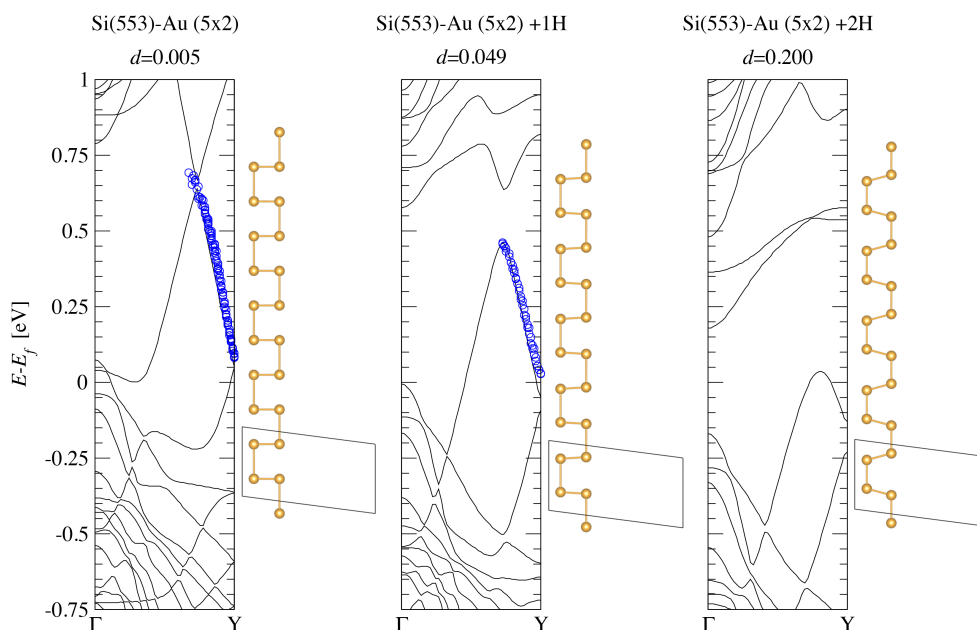 Si(553)-Au (5x2)
d=0.005
Si(553)-Au (5x2) +1H
d=0.049
Si(553)-Au (5x2) +2H
d=0.200
E-E_f [eV]
1
0.75
0.5
0.25
0
-0.25
-0.5
-0.75
Γ Y
Γ Y
Γ Y